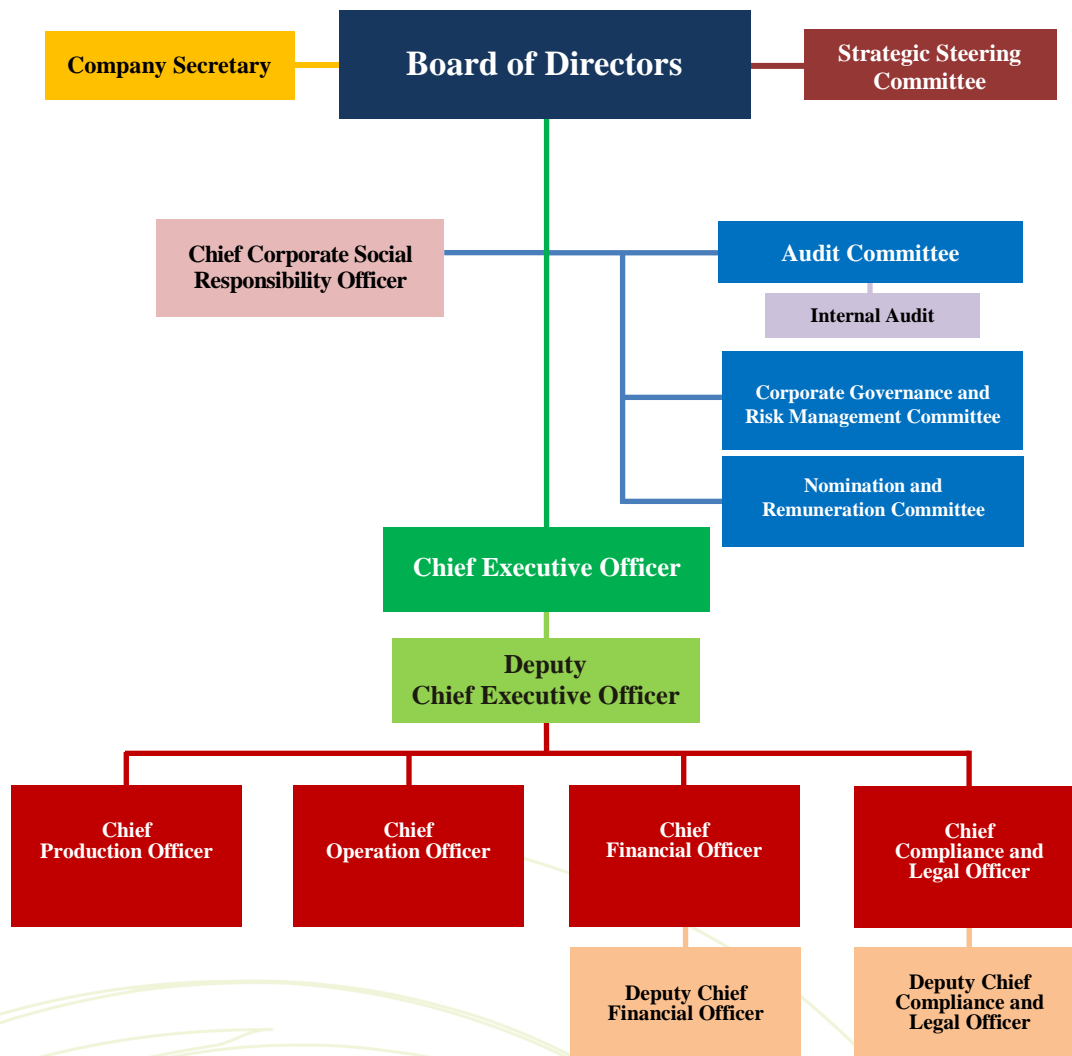 Company Secretary
Board of Directors
Strategic Steering
Committee
Chief Corporate Social
Responsibility Officer
Audit Committee
Internal Audit
Corporate Governance and
Risk Management Committee
Nomination and
Remuneration Committee
Chief Executive Officer
Deputy
Chief Executive Officer
Chief
Production Officer
Chief
Operation Officer
Chief
Financial Officer
Chief
Compliance and
Legal Officer
Deputy Chief
Financial Officer
Deputy Chief
Compliance and
Legal Officer